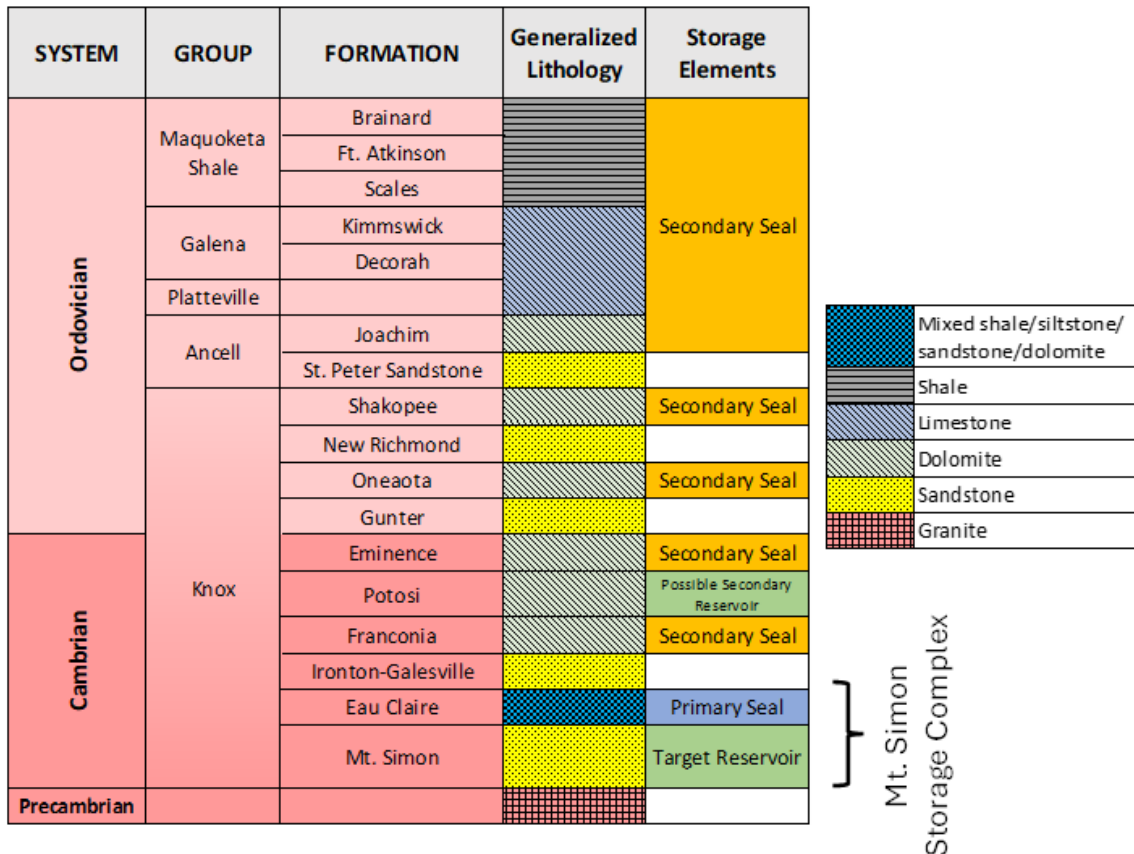 SYSTEM
GROUP
FORMATION
Generalized
Lithology
Storage
Elements
Ordovician
Maquoketa
Shale
Brainard
Ft. Atkinson
Scales
Secondary Seal
Galena
Kimmswick
Decorah
Platteville
Ancell
Joachim
St. Peter Sandstone
Knox
Shakopee
Secondary Seal
New Richmond
Oneaota
Secondary Seal
Gunter
Cambrian
Eminence
Secondary Seal
Potosi
Possible Secondary
Reservoir
Franconia
Secondary Seal
Ironton-Galesville
Eau Claire
Primary Seal
Mt. Simon
Target Reservoir
Precambrian
Mixed shale/siltstone/
sandstone/dolomite
Shale
Limestone
Dolomite
Sandstone
Granite
Mt. Simon
Storage Complex